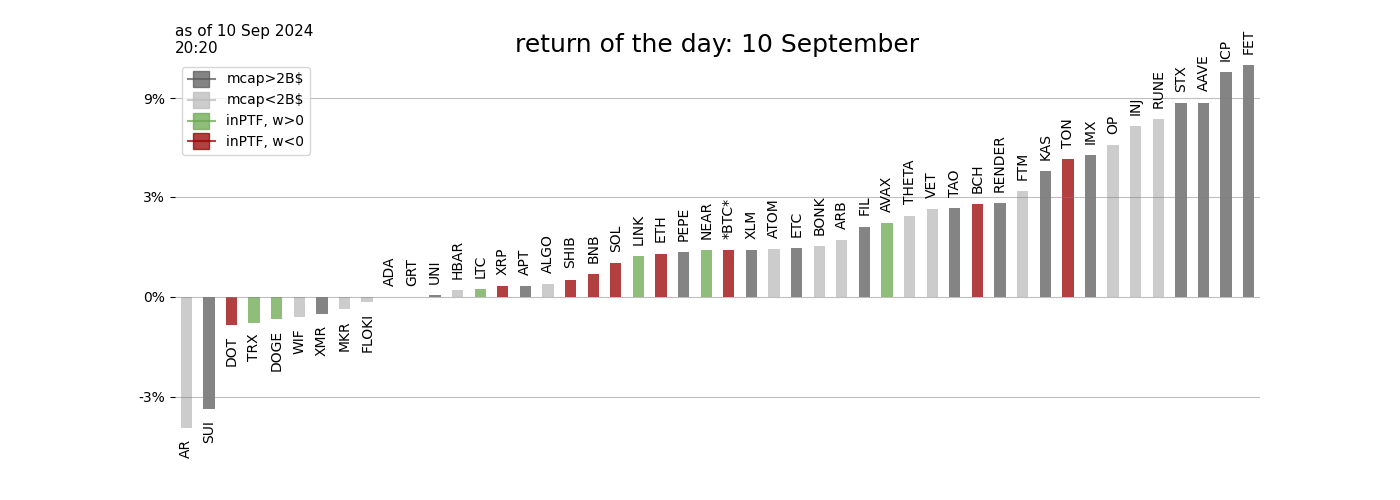 as of 10 Sep 2024
20:20
return of the day: 10 September
mcap>2B$
mcap<2B$
inPTF, w>0
inPTF, w<0
9%
3%
0%
-3%
AR
SUI
DOT
TRX
DOGE
WIF
XMR
MKR
FLOKI
ADA
GRT
UNI
HBAR
LTC
XRP
APT
ALGO
SHIB
BNB
SOL
LINK
ETH
PEPE
NEAR
*BTC*
XLM
ATOM
ETC
BONK
ARB
FIL
AVAX
THETA
VET
TAO
BCH
RENDER
FTM
KAS
TON
IMX
OP
INJ
RUNE
STX
AAVE
ICP
FET